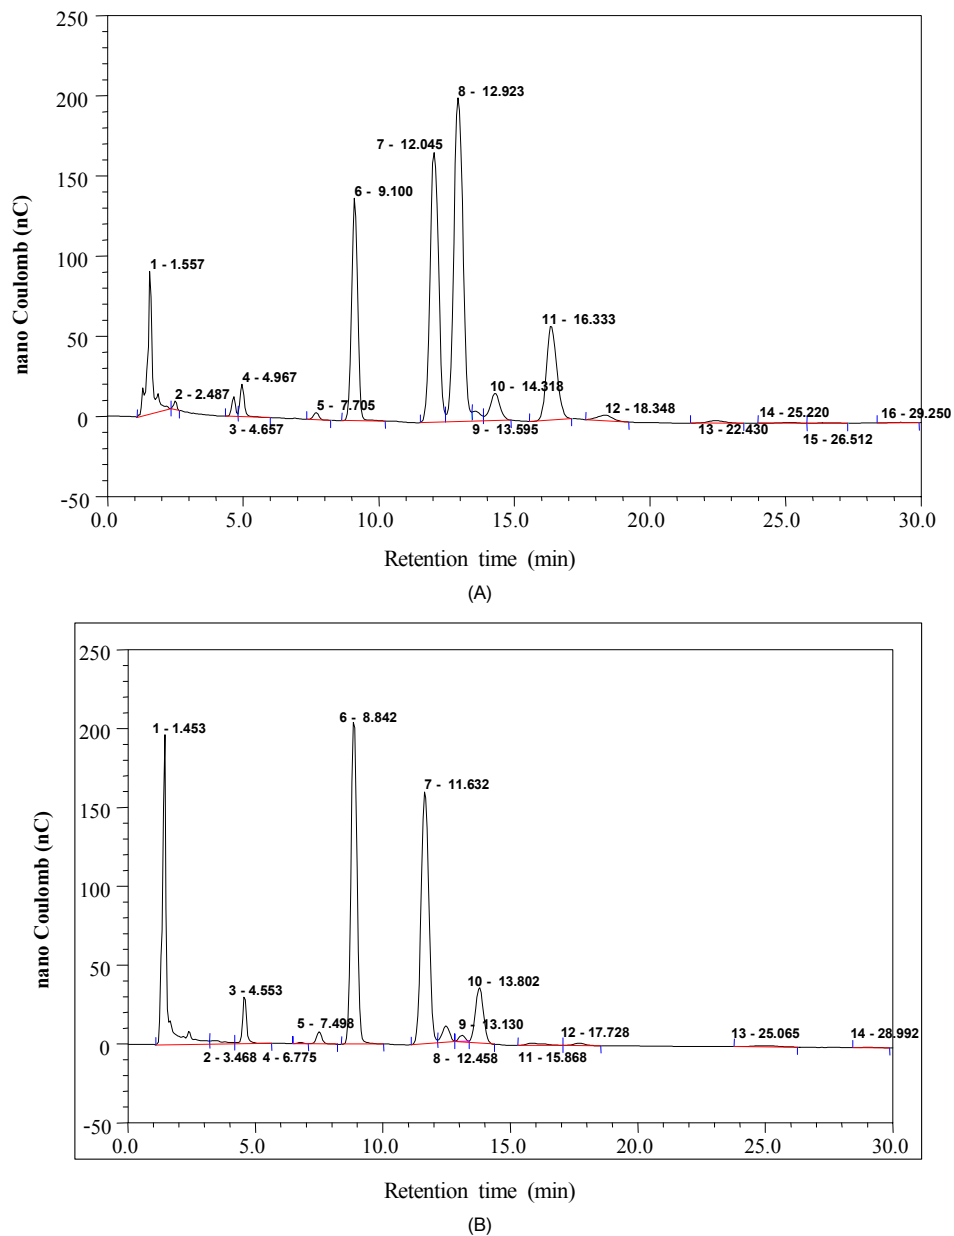 250
200
150
100
50
0
-50
nano Coulomb (nC)
1 - 1.557
2 - 2.487
3 - 4.657
4 - 4.967
5 - 7.705
6 - 9.100
7 - 12.045
8 - 12.923
9 - 13.595
10 - 14.318
11 - 16.333
12 - 18.348
13 - 22.430
14 - 25.220
15 - 26.512
16 - 29.250
0.0 5.0 10.0 15.0 20.0 25.0 30.0
Retention time (min)
(A)
250
200
150
100
50
0
-50
nano Coulomb (nC)
1 - 1.453
2 - 3.468
3 - 4.553
4 - 6.775
5 - 7.498
6 - 8.842
7 - 11.632
8 - 12.458
9 - 13.130
10 - 13.802
11 - 15.868
12 - 17.728
13 - 25.065
14 - 28.992
0.0 5.0 10.0 15.0 20.0 25.0 30.0
Retention time (min)
(B)